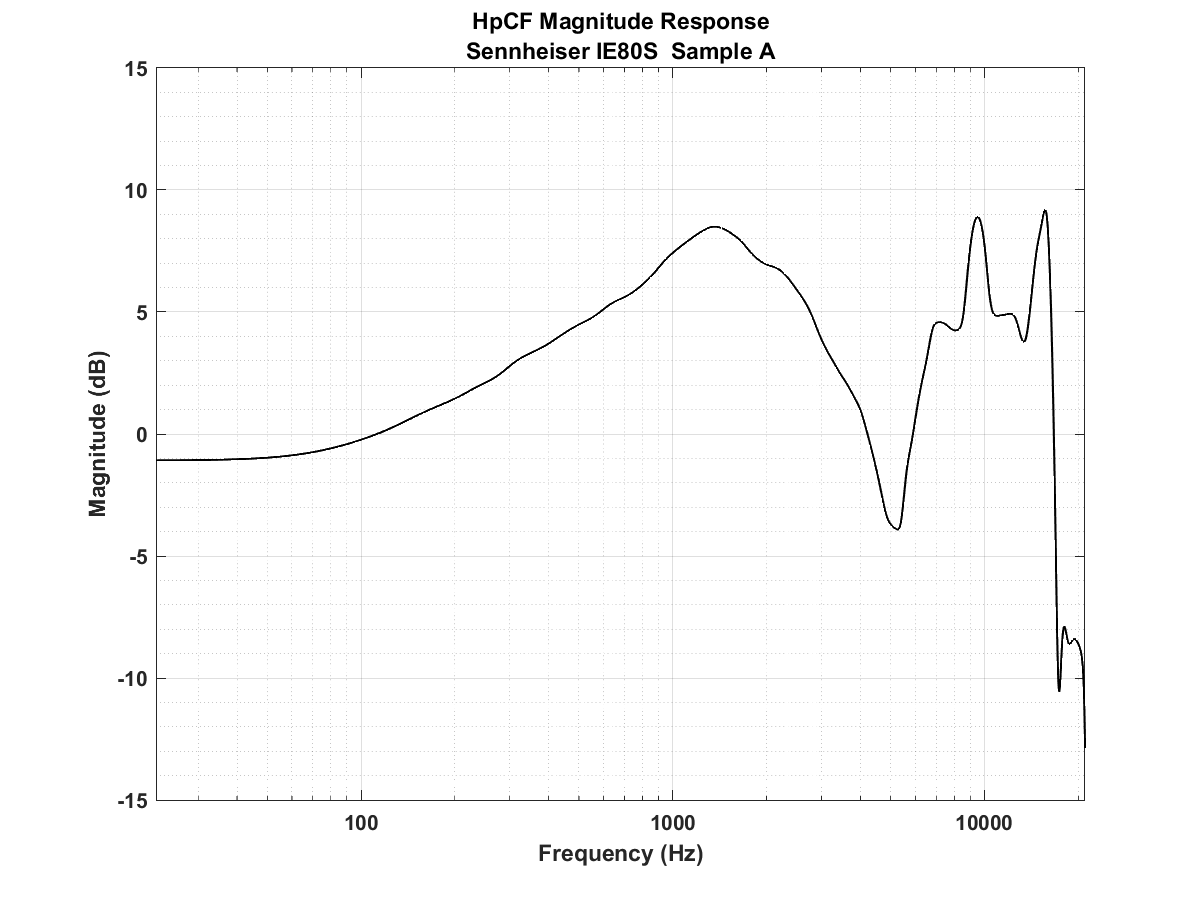 HpCF Magnitude Response
Sennheiser IE80S  Sample A
15
10
5
0
-5
-10
-15
Magnitude (dB)
100
1000
10000
Frequency (Hz)